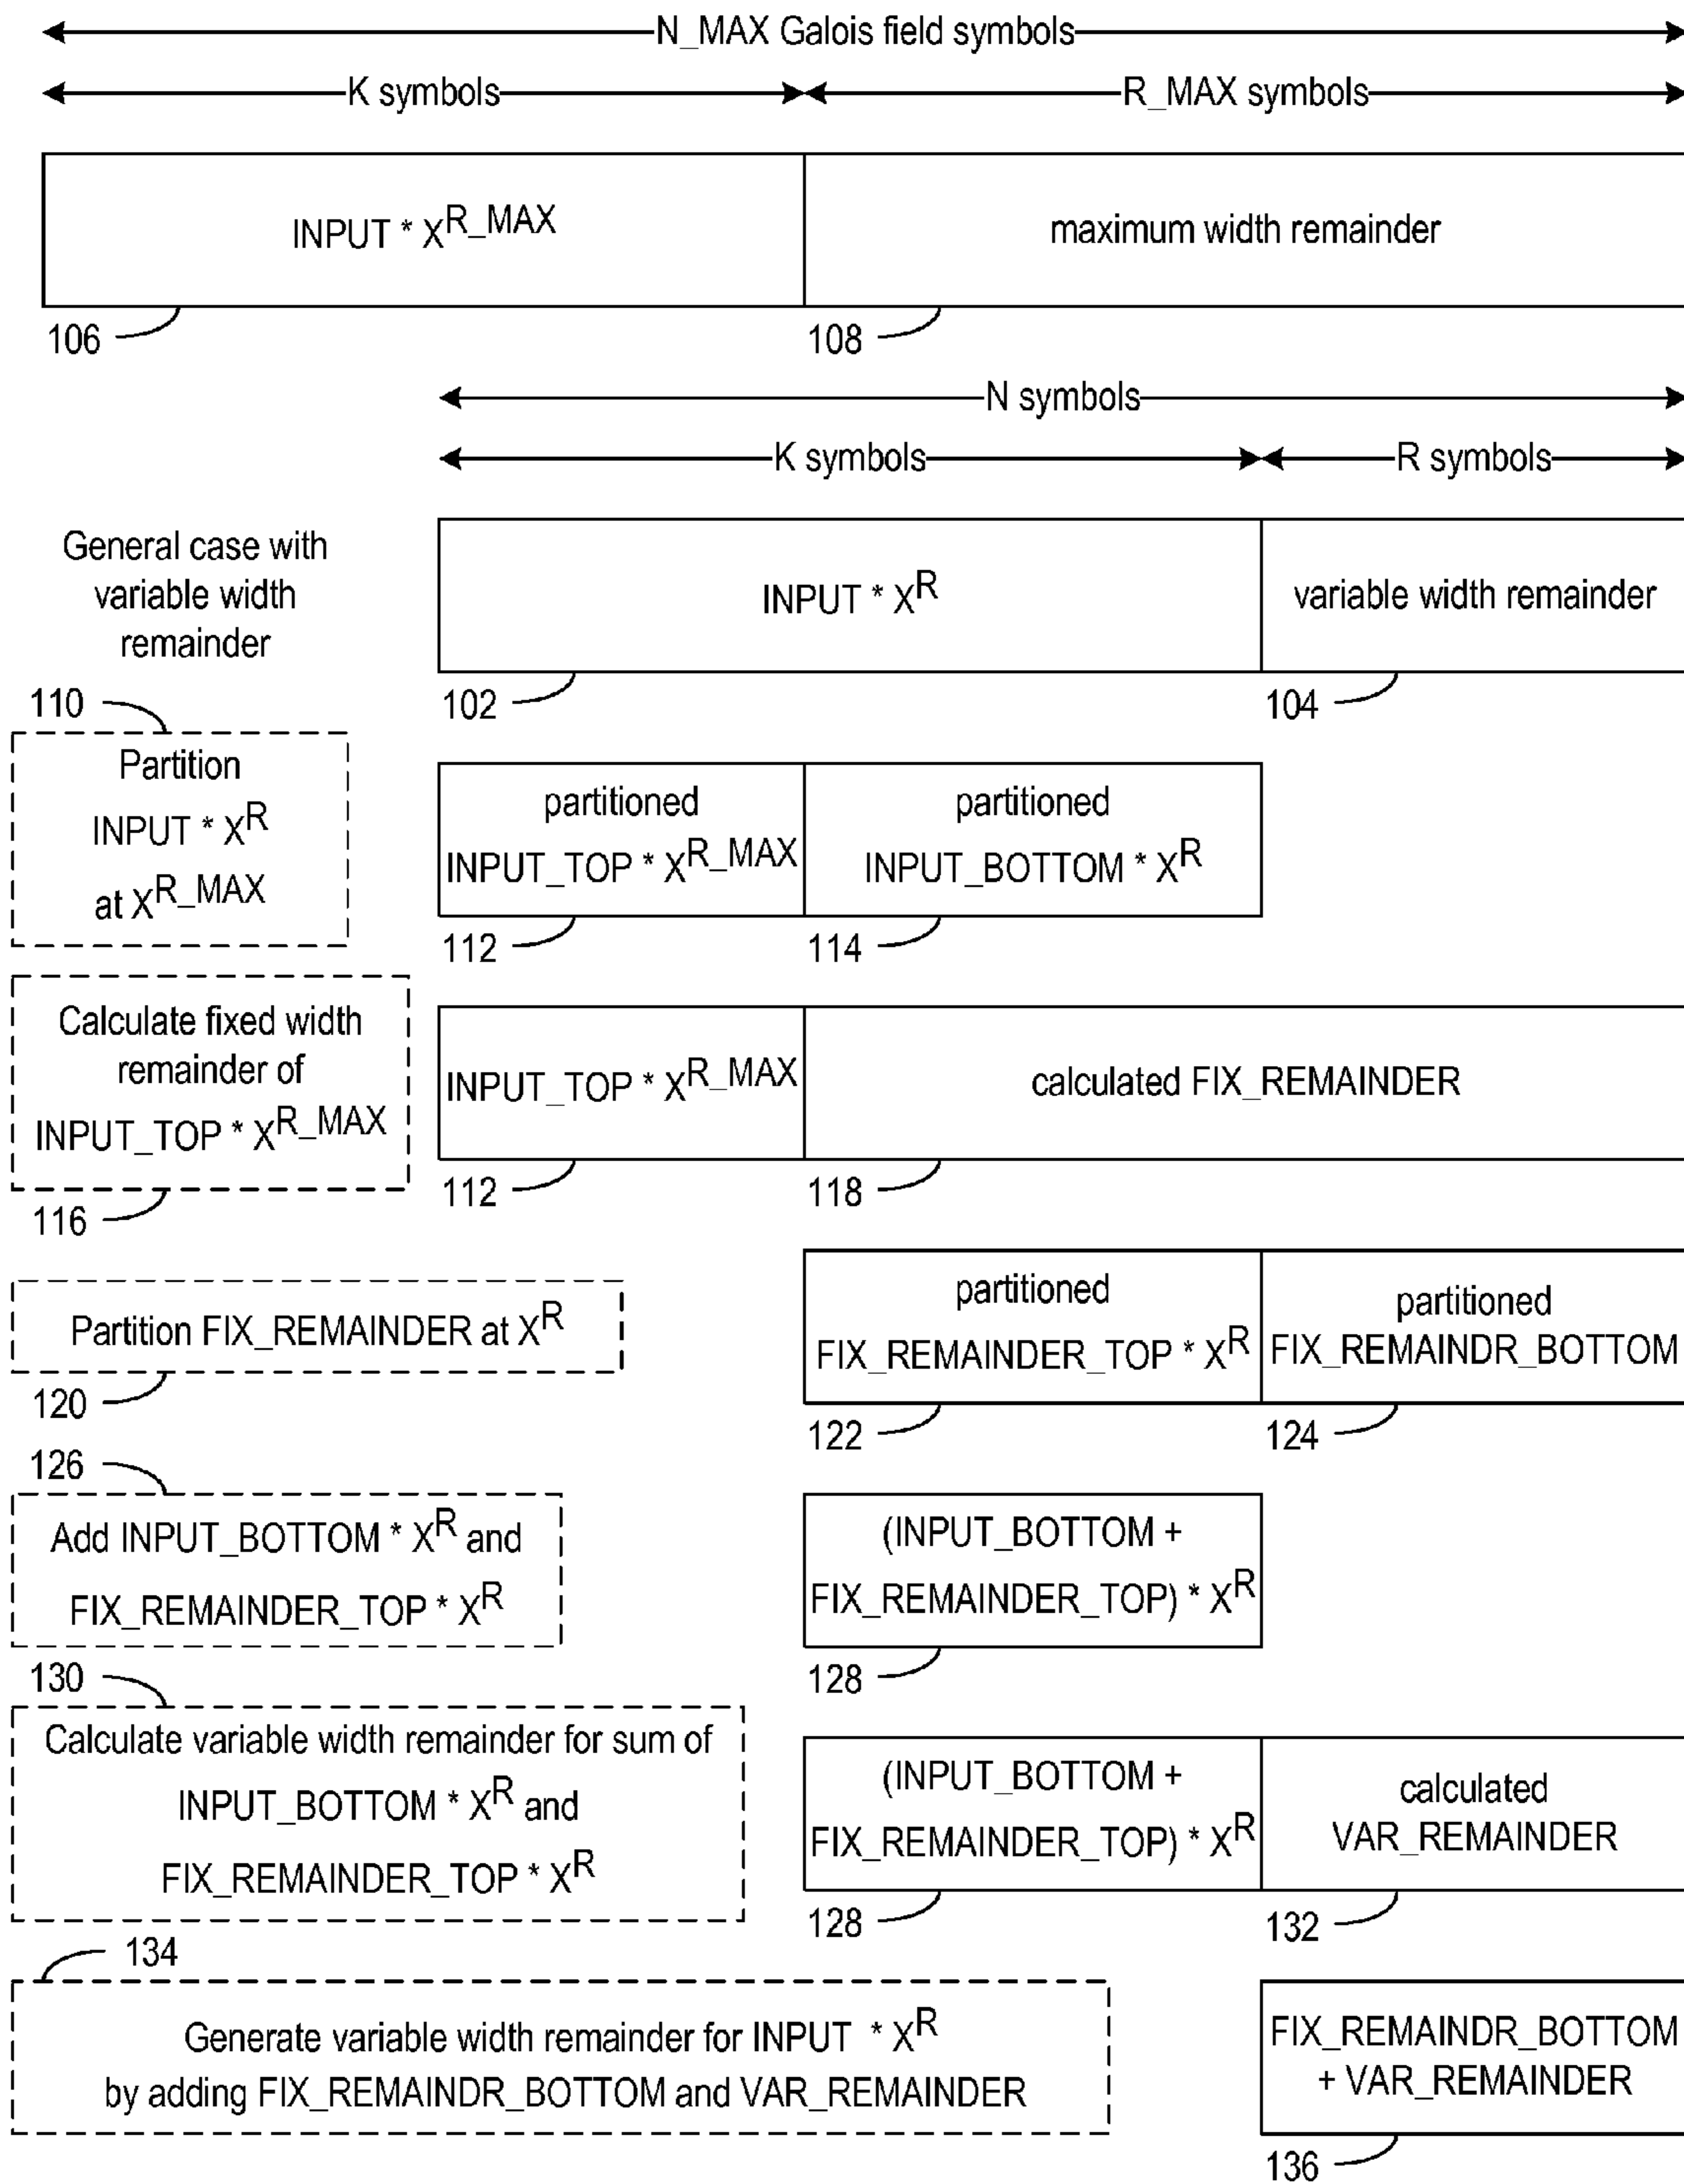 N_MAX Galois field symbols
K symbols R_MAX symbols
INPUT * X^R_MAX maximum width remainder
106 108
N symbols
K symbols R symbols
General case with
variable width
remainder
INPUT * X^R variable width remainder
102 104
110
Partition
INPUT * X^R
at X^R_MAX
partitioned
INPUT_TOP * X^R_MAX
partitioned
INPUT_BOTTOM * X^R
112 114
Calculate fixed width
remainder of
INPUT_TOP * X^R_MAX
116
INPUT_TOP * X^R_MAX calculated FIX_REMAINDER
112 118
Partition FIX_REMAINDER at X^R
120
partitioned
FIX_REMAINDER_TOP * X^R
partitioned
FIX_REMAINDR_BOTTOM
122 124
126
Add INPUT_BOTTOM * X^R and
FIX_REMAINDER_TOP * X^R
(INPUT_BOTTOM +
FIX_REMAINDER_TOP) * X^R
128
130
Calculate variable width remainder for sum of
INPUT_BOTTOM * X^R and
FIX_REMAINDER_TOP * X^R
(INPUT_BOTTOM +
FIX_REMAINDER_TOP) * X^R
calculated
VAR_REMAINDER
128 132
134
Generate variable width remainder for INPUT * X^R
by adding FIX_REMAINDR_BOTTOM and VAR_REMAINDER
FIX_REMAINDR_BOTTOM
+ VAR_REMAINDER
136